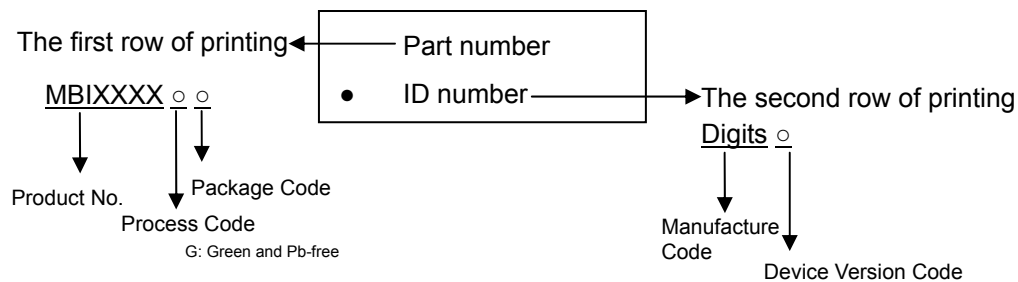 The first row of printing
Part number
MBIXXXX ○ ○
● ID number
The second row of printing
Digits ○
Product No.
Package Code
Process Code
G: Green and Pb-free
Manufacture
Code
Device Version Code